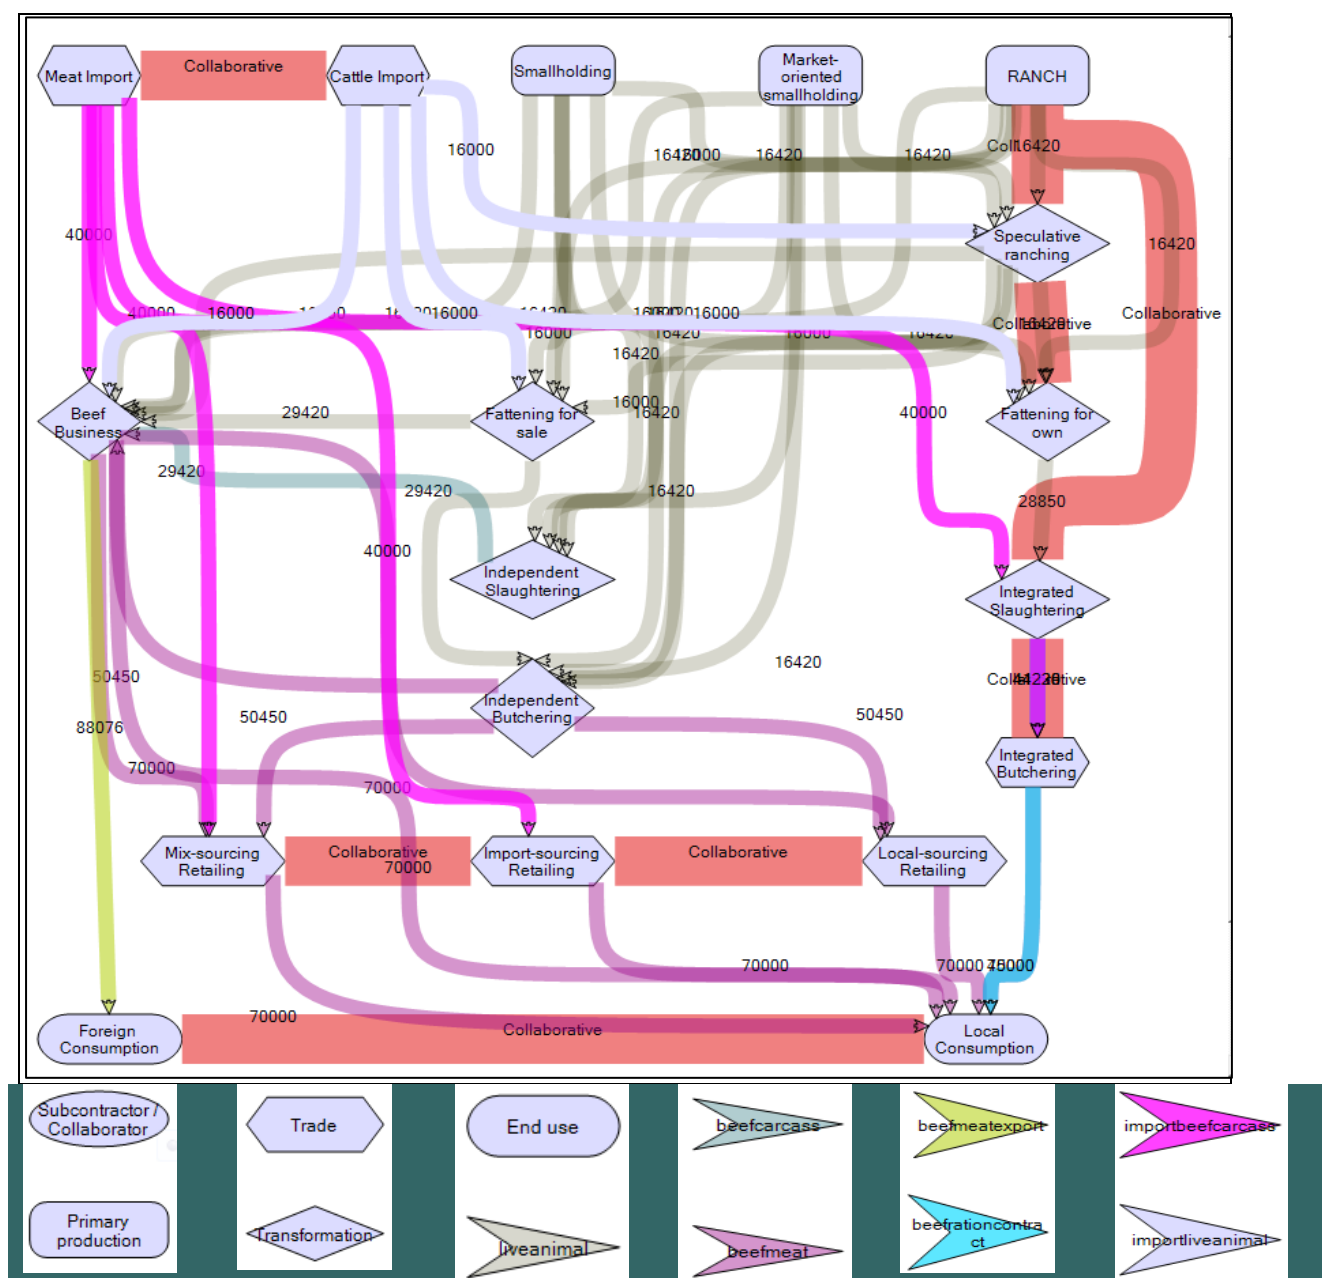 Meat Import
Collaborative
Cattle Import
Smallholding
Market-
oriented
smallholding
RANCH
16000
16420
16420
16420
40000
Speculative
ranching
16420
40000
16000
16000
16000
16000
16420
Collaborative
16420
16000
Beef
Business
29420
Fattening for
sale
16420
40000
Fattening for
own
29420
29420
16420
28850
40000
Independent
Slaughtering
Integrated
Slaughtering
16420
50450
Independent
Butchering
50450
50450
88076
Integrated
Butchering
70000
70000
Mix-sourcing
Retailing
Collaborative
70000
Import-sourcing
Retailing
Collaborative
Local-sourcing
Retailing
70000
70000
70000
Foreign
Consumption
Collaborative
Local
Consumption
Subcontractor /
Collaborator
Trade
End use
beefcarcass
beefmeatexport
importbeefcarcass
Primary
production
Transformation
liveanimal
beefmeat
beefrationcontra
ct
importliveanimal